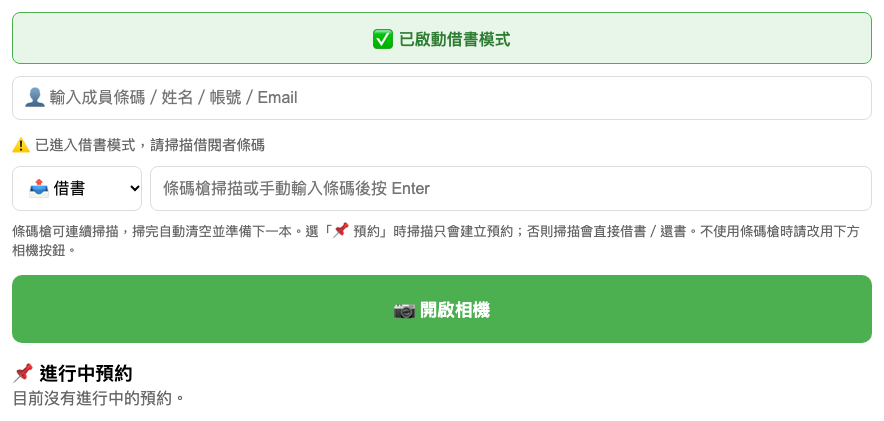 ✅ 已啟動借書模式
👤 輸入成員條碼 / 姓名 / 帳號 / Email
⚠️ 已進入借書模式，請掃描借閱者條碼
📤 借書
條碼槍掃描或手動輸入條碼後按 Enter
條碼槍可連續掃描，掃完自動清空並準備下一本。選「📌 預約」時掃描只會建立預約；否則掃描會直接借書 / 還書。不使用條碼槍時請改用下方
相機按鈕。
📷 開啟相機
📌 進行中預約
目前沒有進行中的預約。